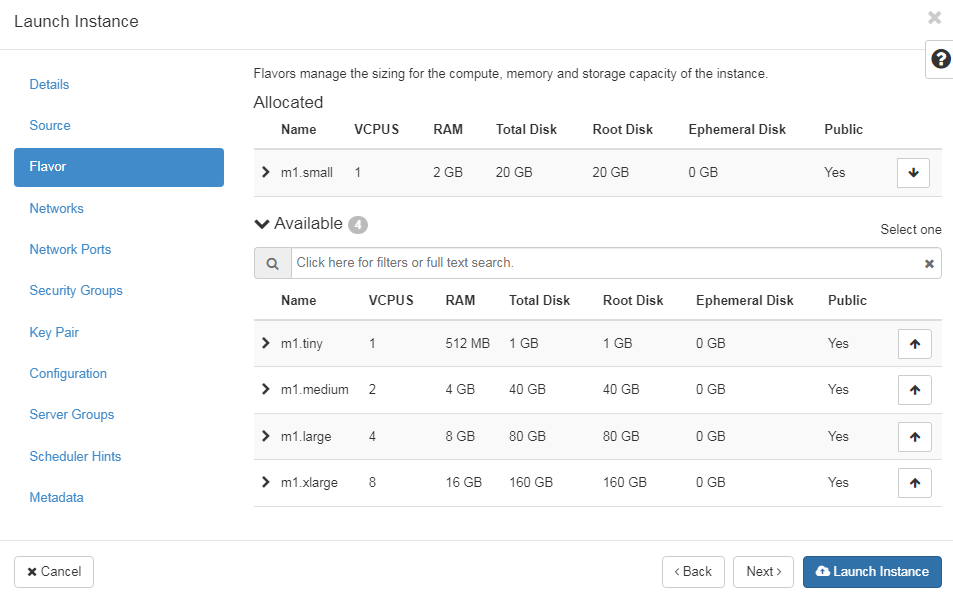 Launch Instance
Details
Source
Flavor
Networks
Network Ports
Security Groups
Key Pair
Configuration
Server Groups
Scheduler Hints
Metadata
Flavors manage the sizing for the compute, memory and storage capacity of the instance.
Allocated
Name VCPUS RAM Total Disk Root Disk Ephemeral Disk Public
m1.small 1 2 GB 20 GB 20 GB 0 GB Yes
Available 4
Select one
Click here for filters or full text search.
Name VCPUS RAM Total Disk Root Disk Ephemeral Disk Public
m1.tiny 1 512 MB 1 GB 1 GB 0 GB Yes
m1.medium 2 4 GB 40 GB 40 GB 0 GB Yes
m1.large 4 8 GB 80 GB 80 GB 0 GB Yes
m1.xlarge 8 16 GB 160 GB 160 GB 0 GB Yes
Cancel
‹ Back
Next ›
Launch Instance